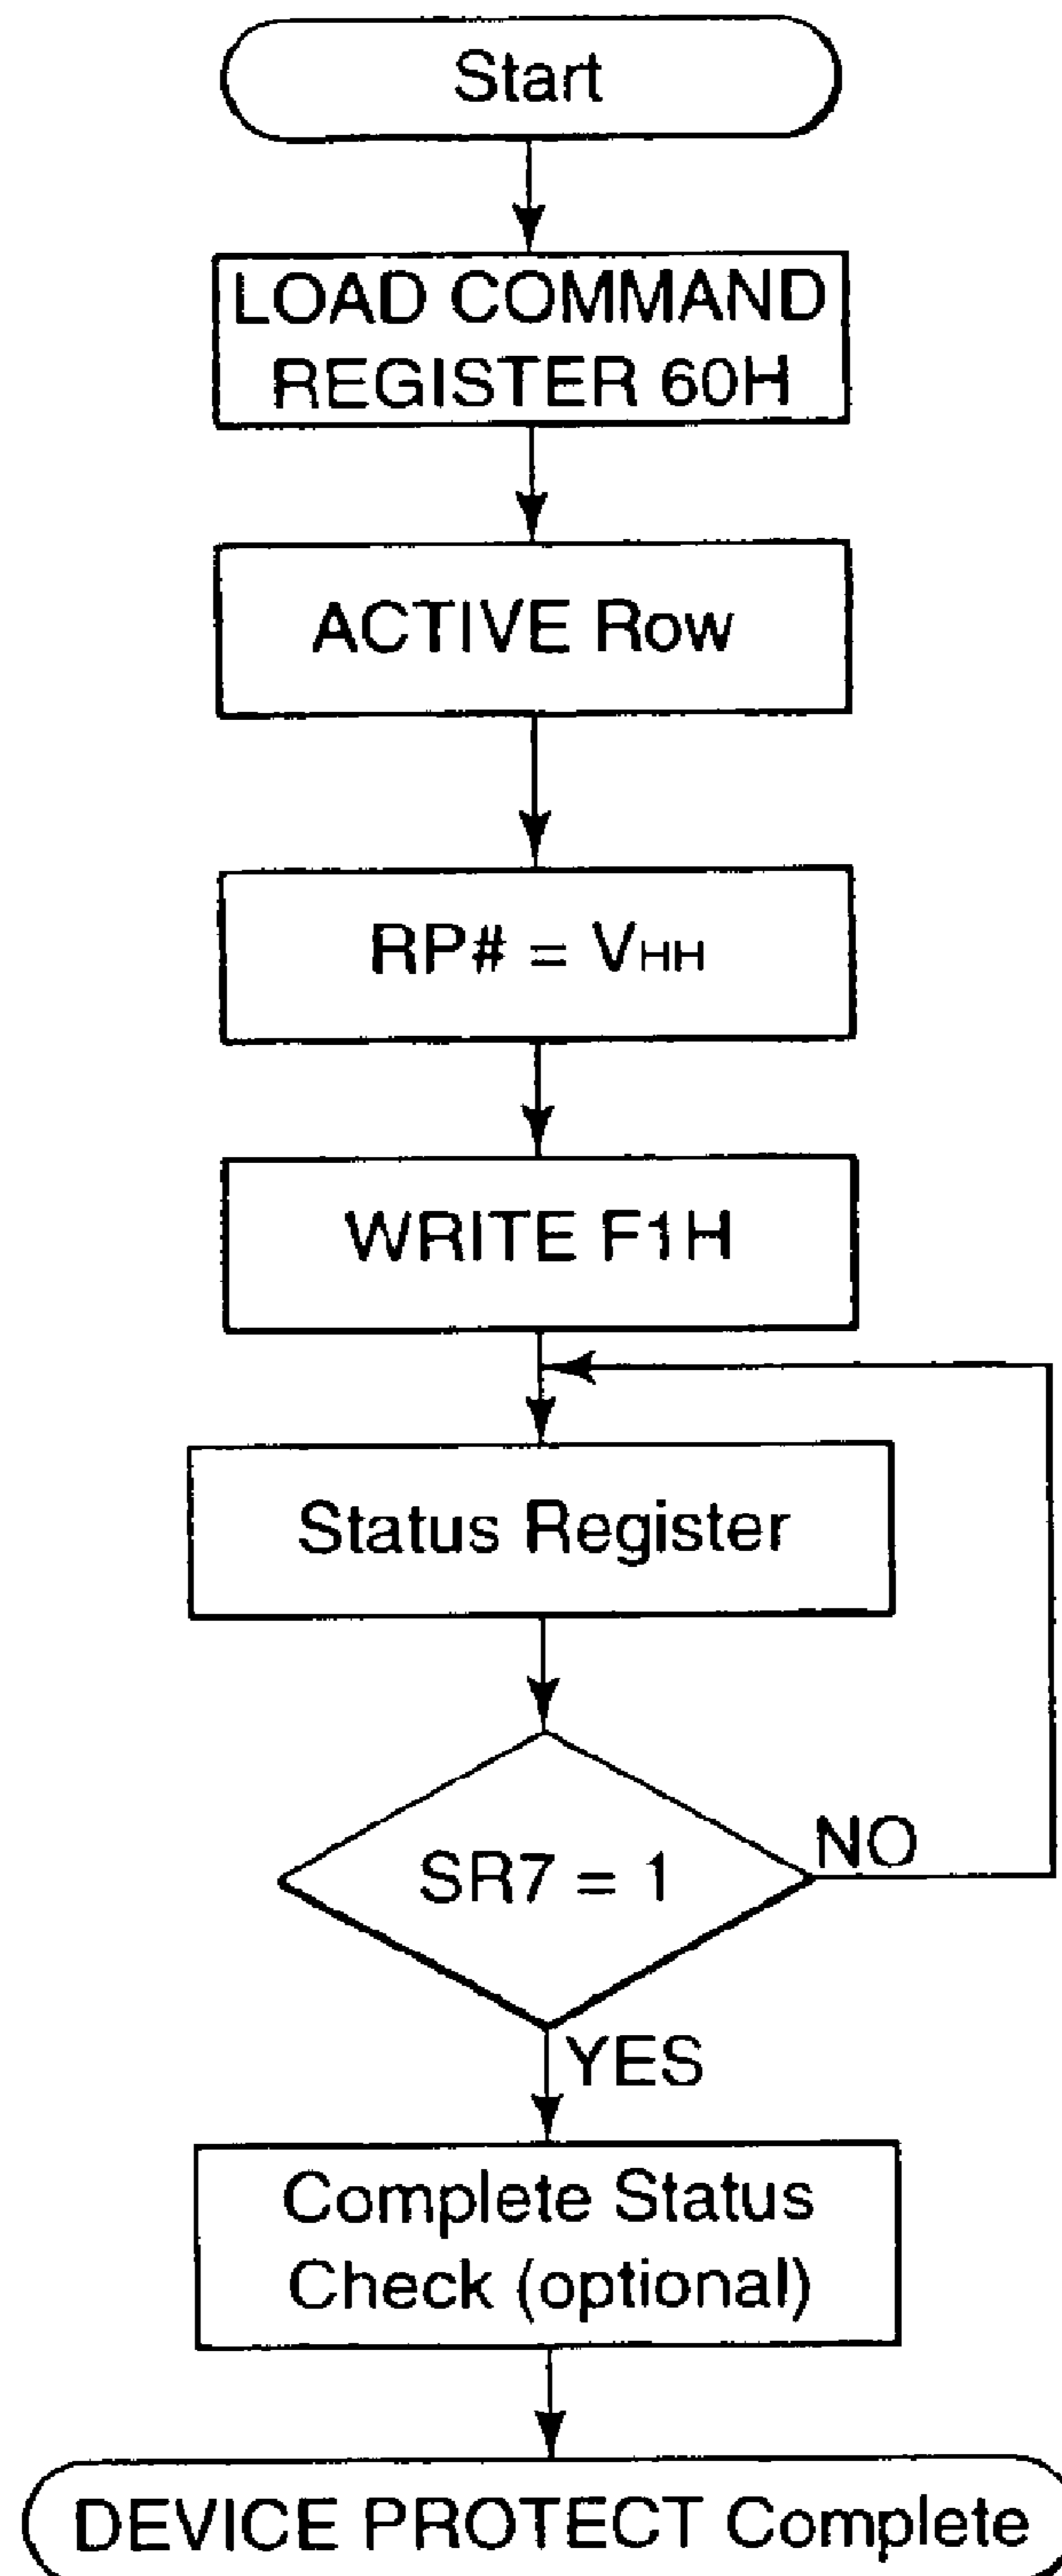 Start
LOAD COMMAND
REGISTER 60H
ACTIVE Row
RP# = VHH
WRITE F1H
Status Register
SR7 = 1
NO
YES
Complete Status
Check (optional)
DEVICE PROTECT Complete